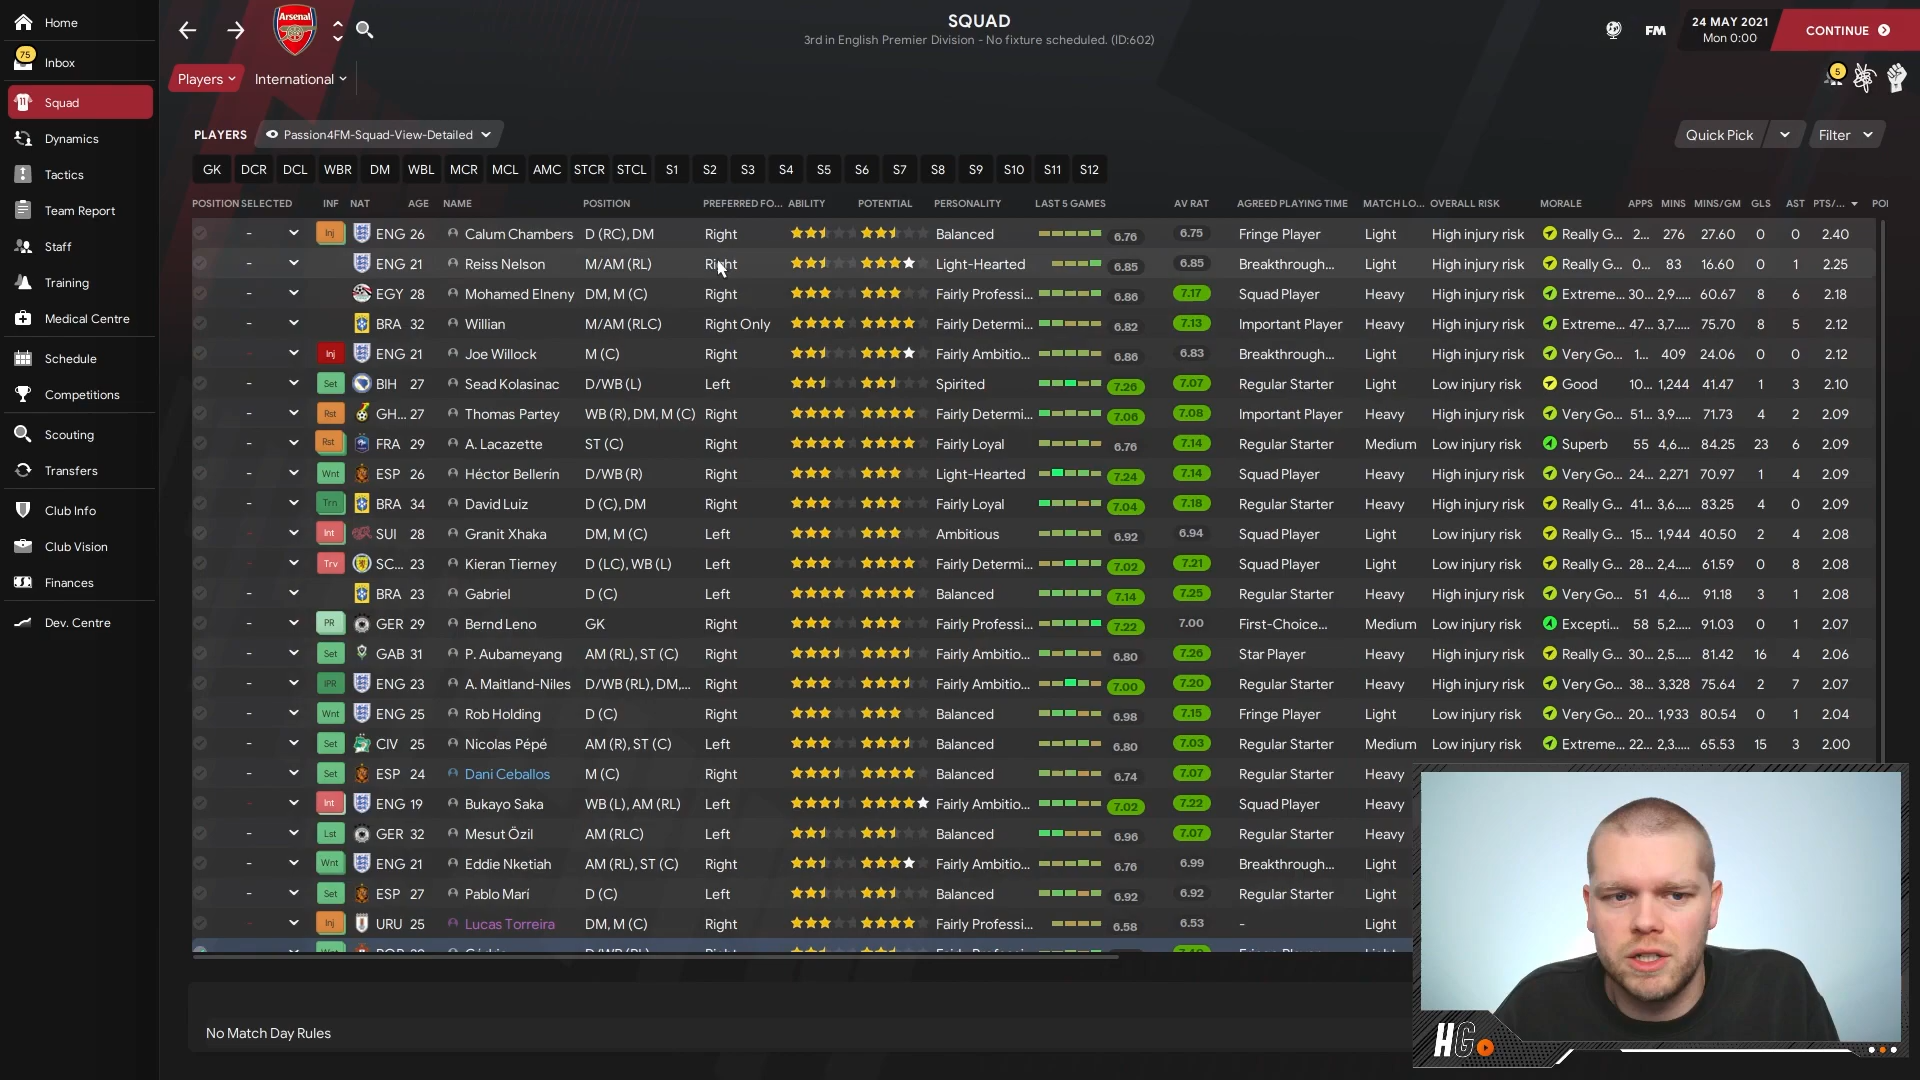 Home
75
Inbox
Squad
Dynamics
Tactics
Team Report
Staff
Training
Medical Centre
Schedule
Competitions
Scouting
Transfers
Club Info
Club Vision
Finances
Dev. Centre
Arsenal
SQUAD
3rd in English Premier Division - No fixture scheduled. (ID:602)
FM
24 MAY 2021
Mon 0:00
CONTINUE
Players International
5
PLAYERS Passion4FM-Squad-View-Detailed
Quick Pick Filter
GK DCR DCL WBR DM WBL MCR MCL AMC STCR STCL S1 S2 S3 S4 S5 S6 S7 S8 S9 S10 S11 S12
POSITION SELECTED INF NAT AGE NAME POSITION PREFERRED FO... ABILITY POTENTIAL PERSONALITY LAST 5 GAMES AV RAT AGREED PLAYING TIME MATCH LO... OVERALL RISK MORALE APPS MINS MINS/GM GLS AST PTS/...
- Inj ENG 26 Calum Chambers D (RC), DM Right Balanced 6.76 6.75 Fringe Player Light High injury risk Really G... 2... 276 27.60 0 0 2.40
- ENG 21 Reiss Nelson M/AM (RL) Right Light-Hearted 6.85 6.85 Breakthrough... Light High injury risk Really G... 0... 83 16.60 0 1 2.25
- EGY 28 Mohamed Elneny DM, M (C) Right Fairly Professi... 6.86 7.17 Squad Player Heavy High injury risk Extreme... 30... 2,9.... 60.67 8 6 2.18
- BRA 32 Willian M/AM (RLC) Right Only Fairly Determi... 6.82 7.13 Important Player Heavy High injury risk Extreme... 47... 3,7.... 75.70 8 5 2.12
- Inj ENG 21 Joe Willock M (C) Right Fairly Ambitio... 6.86 6.83 Breakthrough... Light High injury risk Very Go... 1... 409 24.06 0 0 2.12
- Set BIH 27 Sead Kolasinac D/WB (L) Left Spirited 7.26 7.07 Regular Starter Light Low injury risk Good 10... 1,244 41.47 1 3 2.10
- Rst GH... 27 Thomas Partey WB (R), DM, M (C) Right Fairly Determi... 7.06 7.08 Important Player Heavy High injury risk Very Go... 51... 3,9.... 71.73 4 2 2.09
- Rst FRA 29 A. Lacazette ST (C) Right Fairly Loyal 6.76 7.14 Regular Starter Medium Low injury risk Superb 55 4,6.... 84.25 23 6 2.09
- Wnt ESP 26 Héctor Bellerín D/WB (R) Right Light-Hearted 7.24 7.14 Squad Player Heavy High injury risk Very Go... 24... 2,271 70.97 1 4 2.09
- Trn BRA 34 David Luiz D (C), DM Right Fairly Loyal 7.04 7.18 Regular Starter Heavy High injury risk Really G... 41... 3,6.... 83.25 4 0 2.09
- Int SUI 28 Granit Xhaka DM, M (C) Left Ambitious 6.92 6.94 Squad Player Light Low injury risk Really G... 15... 1,944 40.50 2 4 2.08
- Trv SC... 23 Kieran Tierney D (LC), WB (L) Left Fairly Determi... 7.02 7.21 Squad Player Light Low injury risk Really G... 28... 2,4.... 61.59 0 8 2.08
- BRA 23 Gabriel D (C) Left Balanced 7.14 7.25 Regular Starter Heavy High injury risk Very Go... 51 4,6.... 91.18 3 1 2.08
- PR GER 29 Bernd Leno GK Right Fairly Professi... 7.22 7.00 First-Choice... Medium High injury risk Excepti... 58 5,2.... 91.03 0 1 2.07
- Set GAB 31 P. Aubameyang AM (RL), ST (C) Right Fairly Ambitio... 6.80 7.26 Star Player Heavy High injury risk Really G... 30... 2,5.... 81.42 16 4 2.06
- IPR ENG 23 A. Maitland-Niles D/WB (RL), DM,... Right Fairly Ambitio... 7.00 7.20 Regular Starter Heavy High injury risk Very Go... 38... 3,328 75.64 2 7 2.07
- Wnt ENG 25 Rob Holding D (C) Right Balanced 6.98 7.15 Fringe Player Light Low injury risk Very Go... 20... 1,933 80.54 0 1 2.04
- Set CIV 25 Nicolas Pépé AM (R), ST (C) Left Balanced 6.80 7.03 Regular Starter Medium Low injury risk Extreme... 22... 2,3.... 65.53 15 3 2.00
- Set ESP 24 Dani Ceballos M (C) Right Balanced 6.74 7.07 Regular Starter Heavy
- Int ENG 19 Bukayo Saka WB (L), AM (RL) Left Fairly Ambitio... 7.02 7.22 Squad Player Heavy
- Lst GER 32 Mesut Özil AM (RLC) Left Balanced 6.96 7.07 Regular Starter Heavy
- Wnt ENG 21 Eddie Nketiah AM (RL), ST (C) Right Fairly Ambitio... 6.76 6.99 Breakthrough... Light
- Set ESP 27 Pablo Marí D (C) Left Balanced 6.92 6.92 Regular Starter Light
- Inj URU 25 Lucas Torreira DM, M (C) Right Fairly Professi... 6.58 6.53 - Light
No Match Day Rules
HG